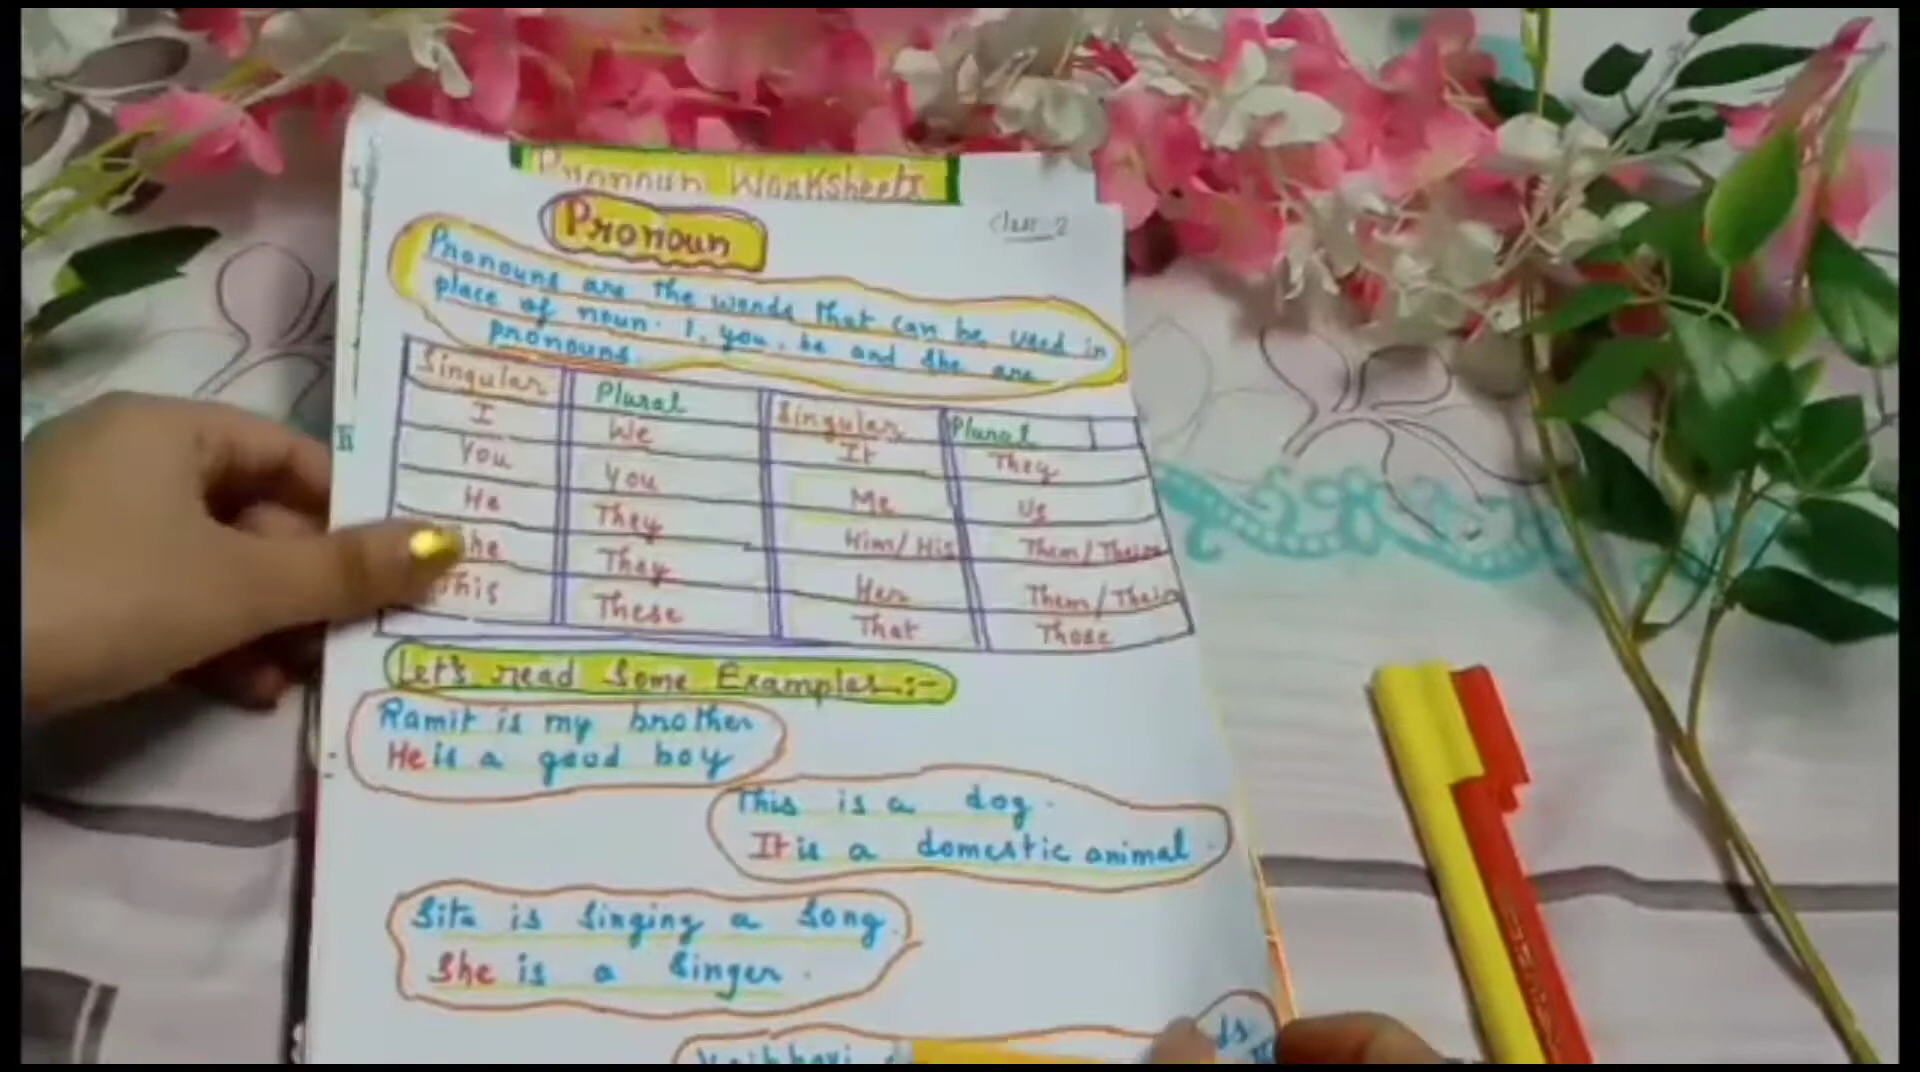 Pronoun Worksheets
Pronoun
Class-2
Pronouns are the words that can be used in
place of noun. I, you, he and she are
pronouns.
Singular Plural Singular Plural
I We It They
You You Me Us
He They Him/His Them/Theirs
She They Her Them/Theirs
This These That Those
Let's read some Examples:-
Ramit is my brother
He is a good boy
This is a dog.
It is a domestic animal.
Sita is singing a song.
She is a singer.